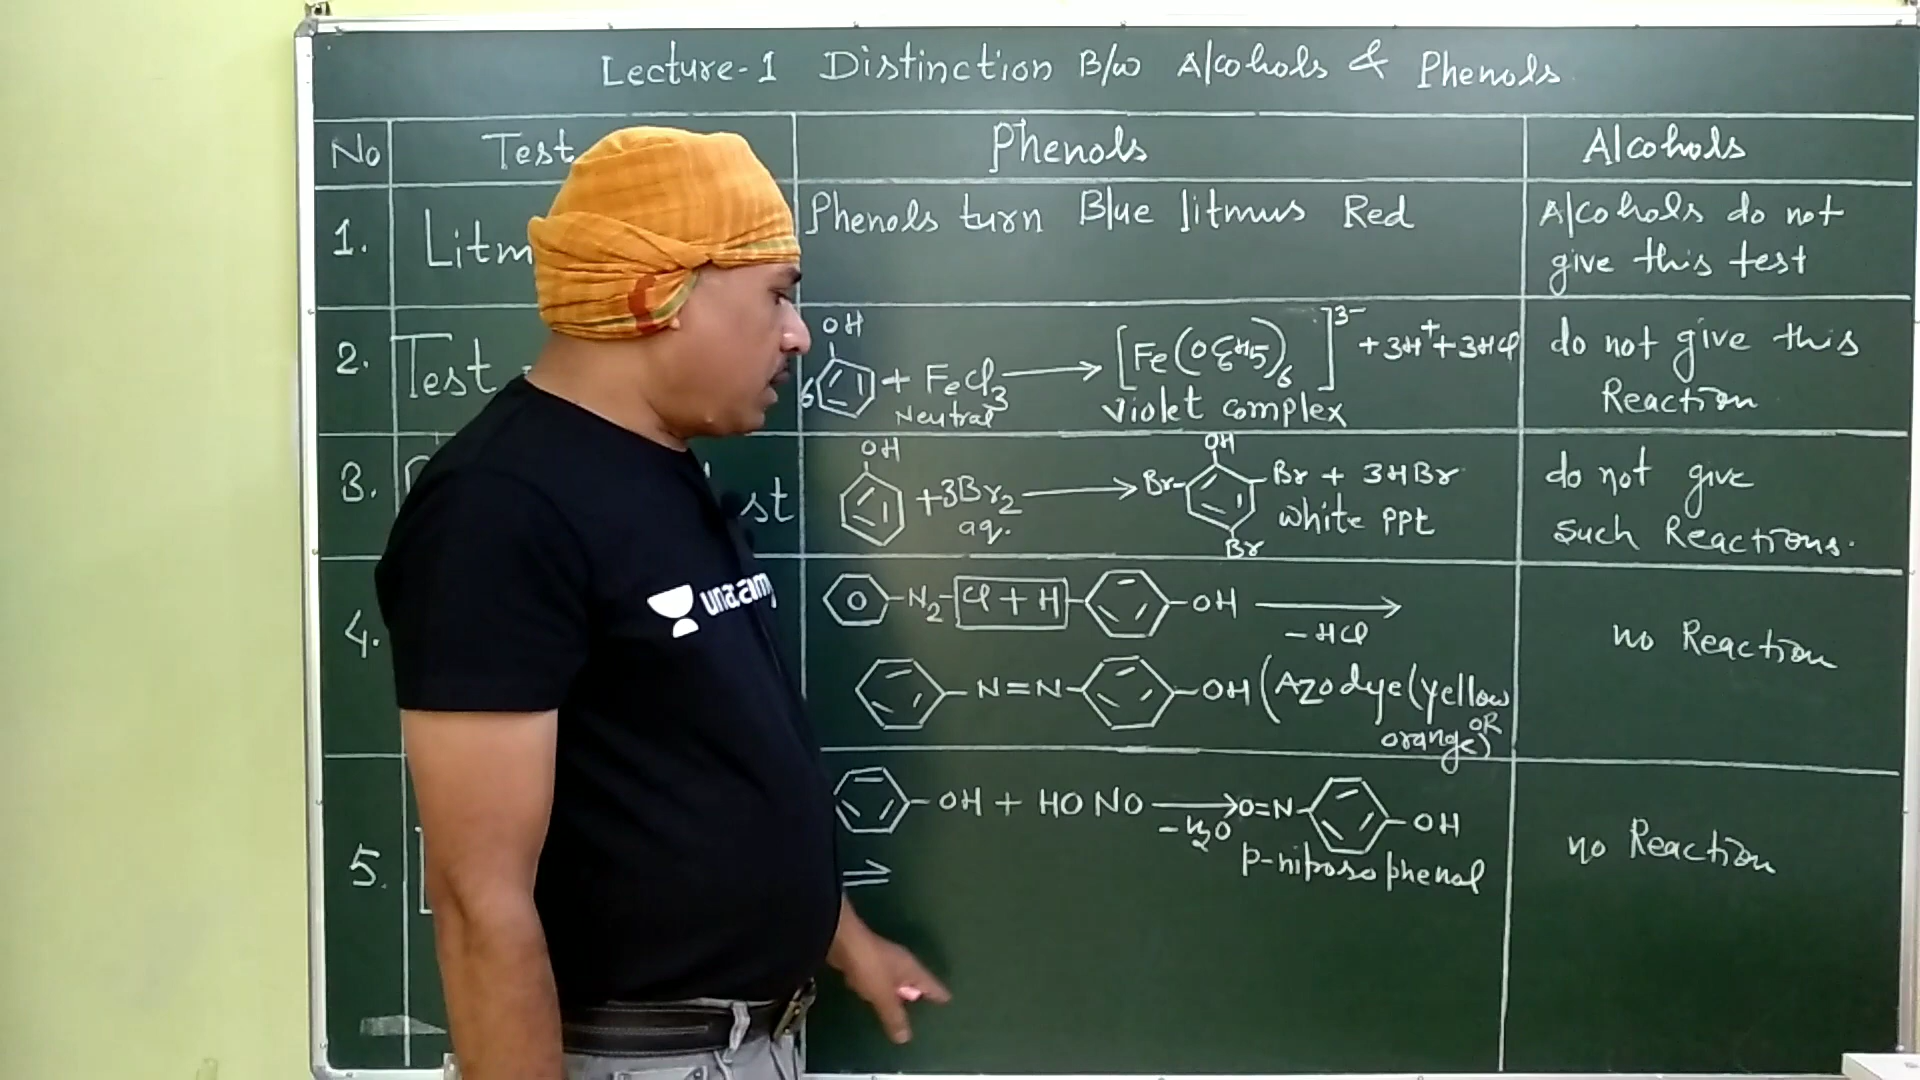 Lecture-1 Distinction B/w Alcohols & Phenols
No Test Phenols Alcohols
1. Litm Phenols turn Blue litmus Red
Alcohols do not
give this test
2. Test
OH
6 + FeCl3 → [Fe(OC6H5)6]3- + 3H+ + 3HCl
Neutral
Violet complex
do not give this
Reaction
3. st
OH
+ 3Br2 →
aq.
OH
Br- -Br + 3HBr
Br
white ppt
do not give
such Reactions.
4. -N2-Cl + H- -OH →
-HCl
-N=N- -OH (Azodye (yellow
OR
orange)
no Reaction
5. -OH + HONO → O=N- -OH
-H2O
p-nitroso phenol
⇒
no Reaction
unacademy